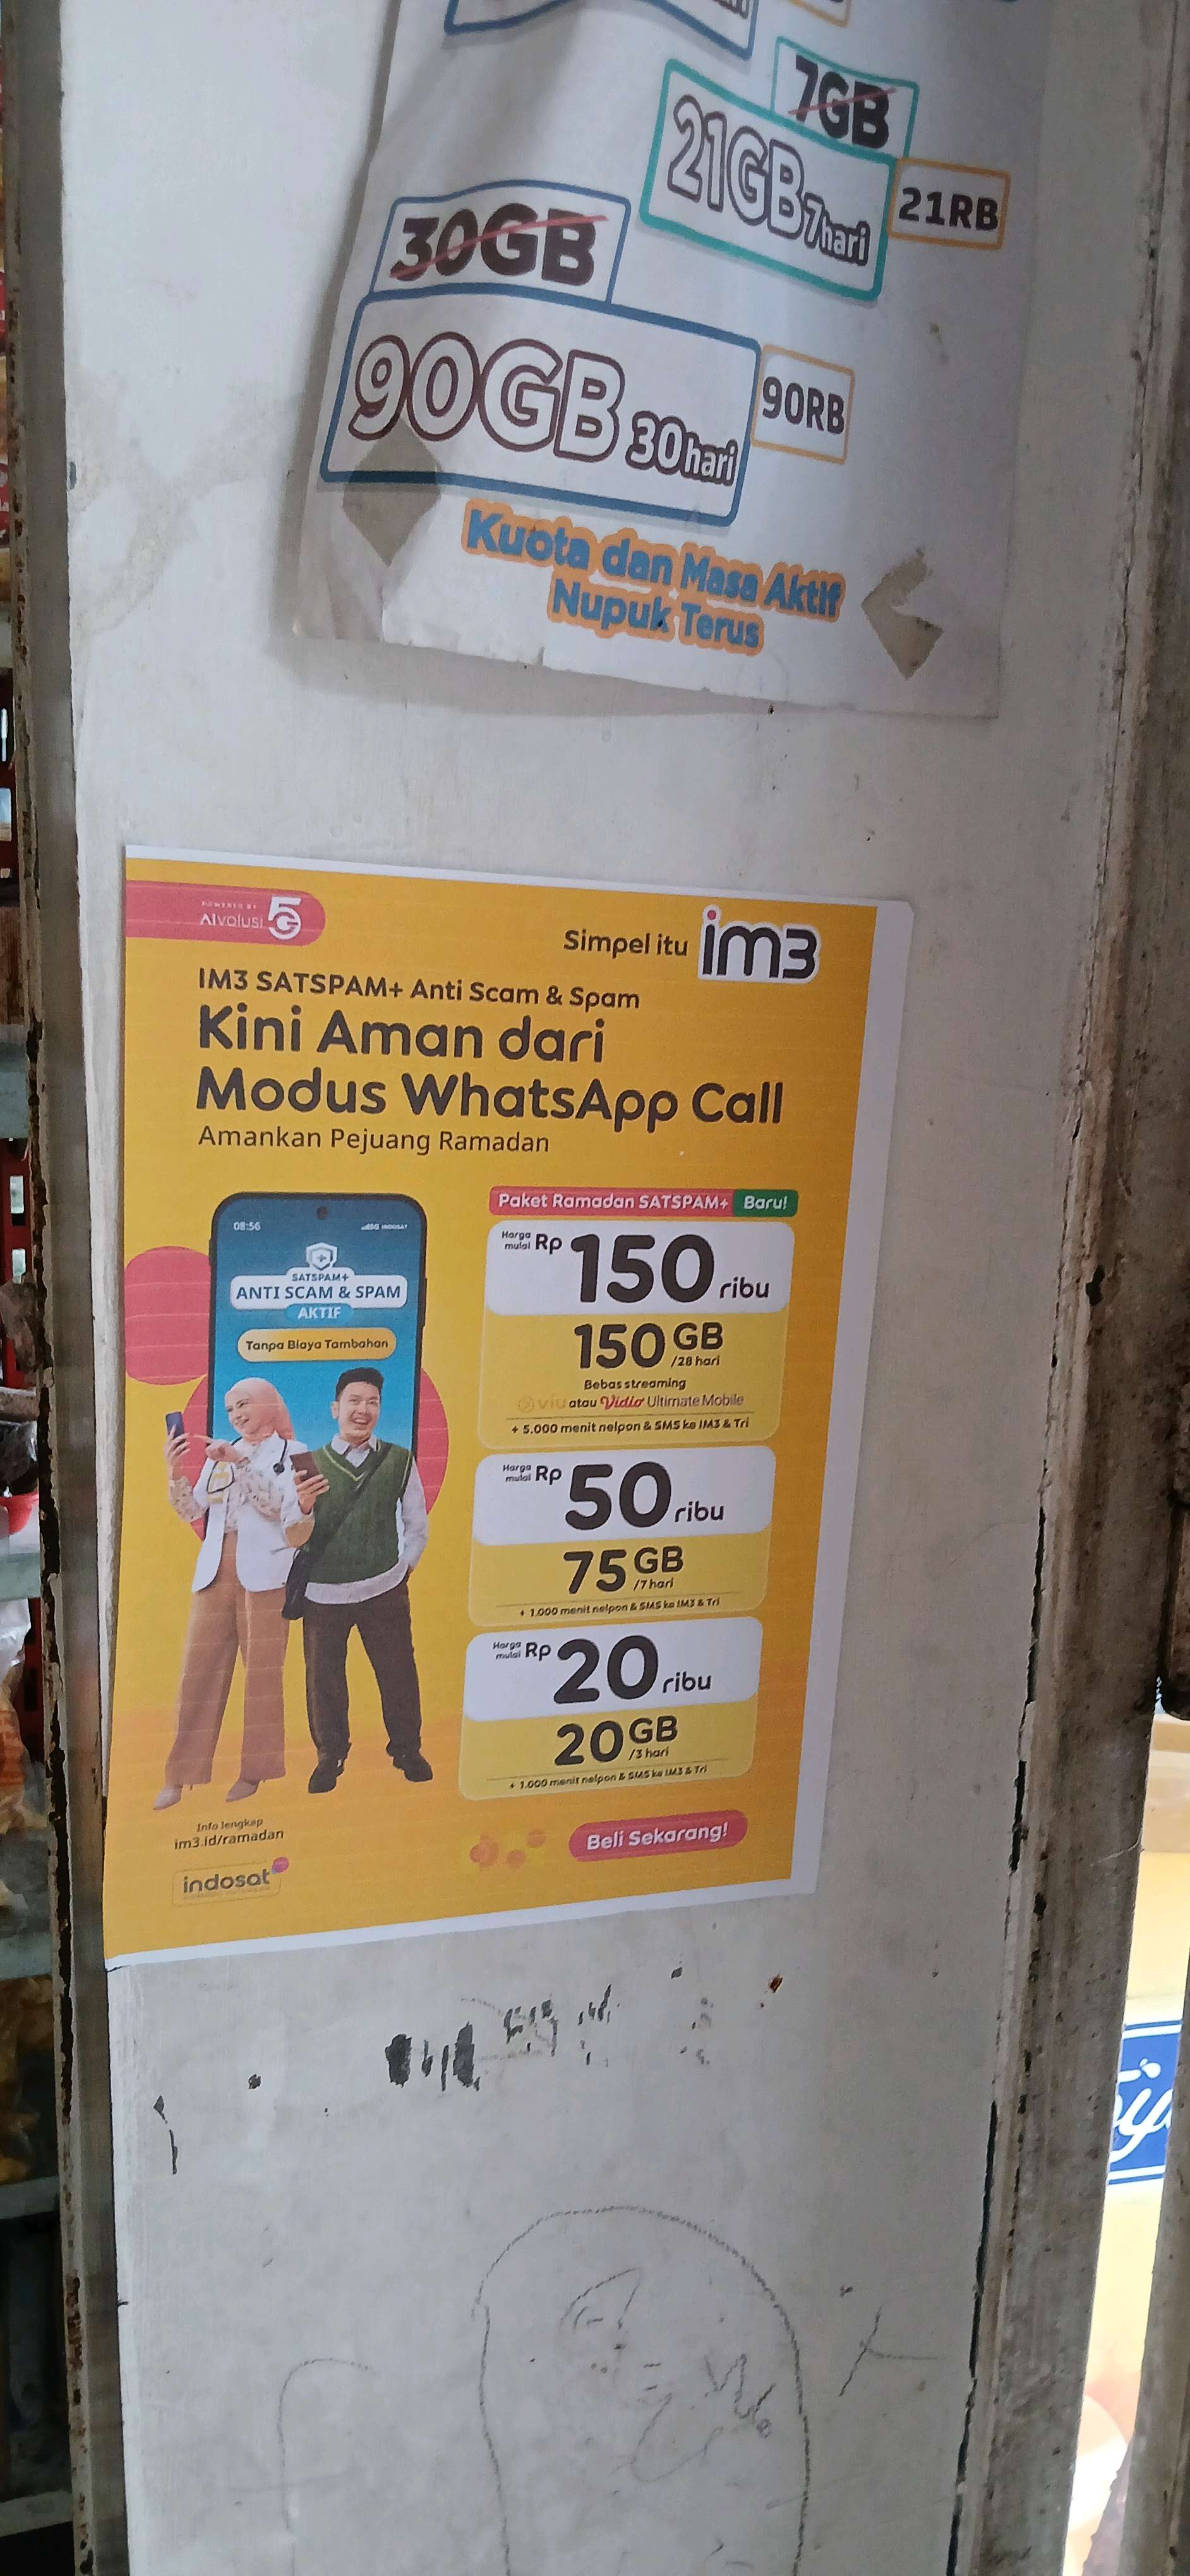 7GB
21GB 7hari
21RB
30GB
90GB 30hari
90RB
Kuota dan Masa Aktif
Nupuk Terus
POWERED BY
AIvolusi 5G
Simpel itu im3
IM3 SATSPAM+ Anti Scam & Spam
Kini Aman dari
Modus WhatsApp Call
Amankan Pejuang Ramadan
08:56
5G INDOSAT
SATSPAM+
ANTI SCAM & SPAM
AKTIF
Tanpa Biaya Tambahan
Paket Ramadan SATSPAM+ Baru!
Harga mulai Rp 150 ribu
150 GB /28 hari
Bebas streaming
viu atau Vidio Ultimate Mobile
+ 5.000 menit nelpon & SMS ke IM3 & Tri
Harga mulai Rp 50 ribu
75 GB /7 hari
+ 1.000 menit nelpon & SMS ke IM3 & Tri
Harga mulai Rp 20 ribu
20 GB /3 hari
+ 1.000 menit nelpon & SMS ke IM3 & Tri
Info lengkap
im3.id/ramadan
indosat
Beli Sekarang!